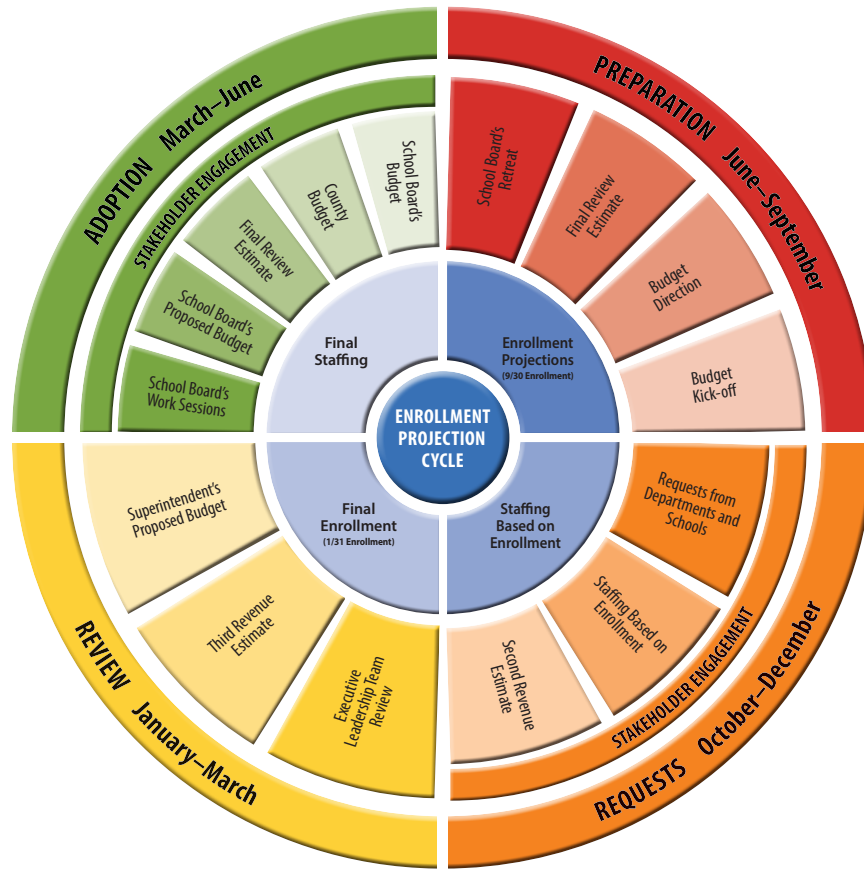 ENROLLMENT
PROJECTION
CYCLE
PREPARATION June–September
School Board's
Retreat
Final Review
Estimate
Budget
Direction
Budget
Kick-off
Enrollment
Projections
(9/30 Enrollment)
REQUESTS October–December
STAKEHOLDER ENGAGEMENT
Requests from
Departments and
Schools
Staffing Based on
Enrollment
Second Revenue
Estimate
Staffing
Based on
Enrollment
REVIEW January–March
Executive
Leadership Team
Review
Third Revenue
Estimate
Superintendent's
Proposed Budget
Final
Enrollment
(1/31 Enrollment)
ADOPTION March–June
STAKEHOLDER ENGAGEMENT
School Board's
Work Sessions
School Board's
Proposed Budget
Final Review
Estimate
County
Budget
School Board's
Budget
Final
Staffing